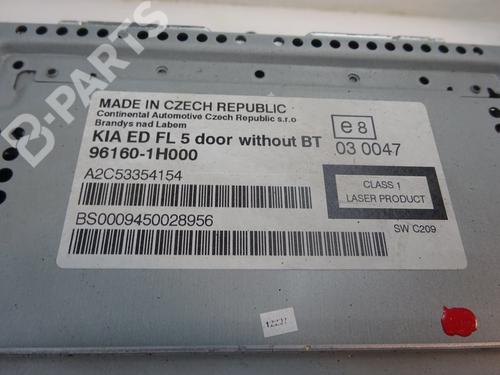 B-PARTS
MADE IN CZECH REPUBLIC
Continental Automotive Czech Republic s.r.o
Brandys nad Labem
KIA ED FL 5 door without BT
96160-1H000
e8
03 0047
A2C53354154
CLASS 1
LASER PRODUCT
BS0009450028956
SW C209